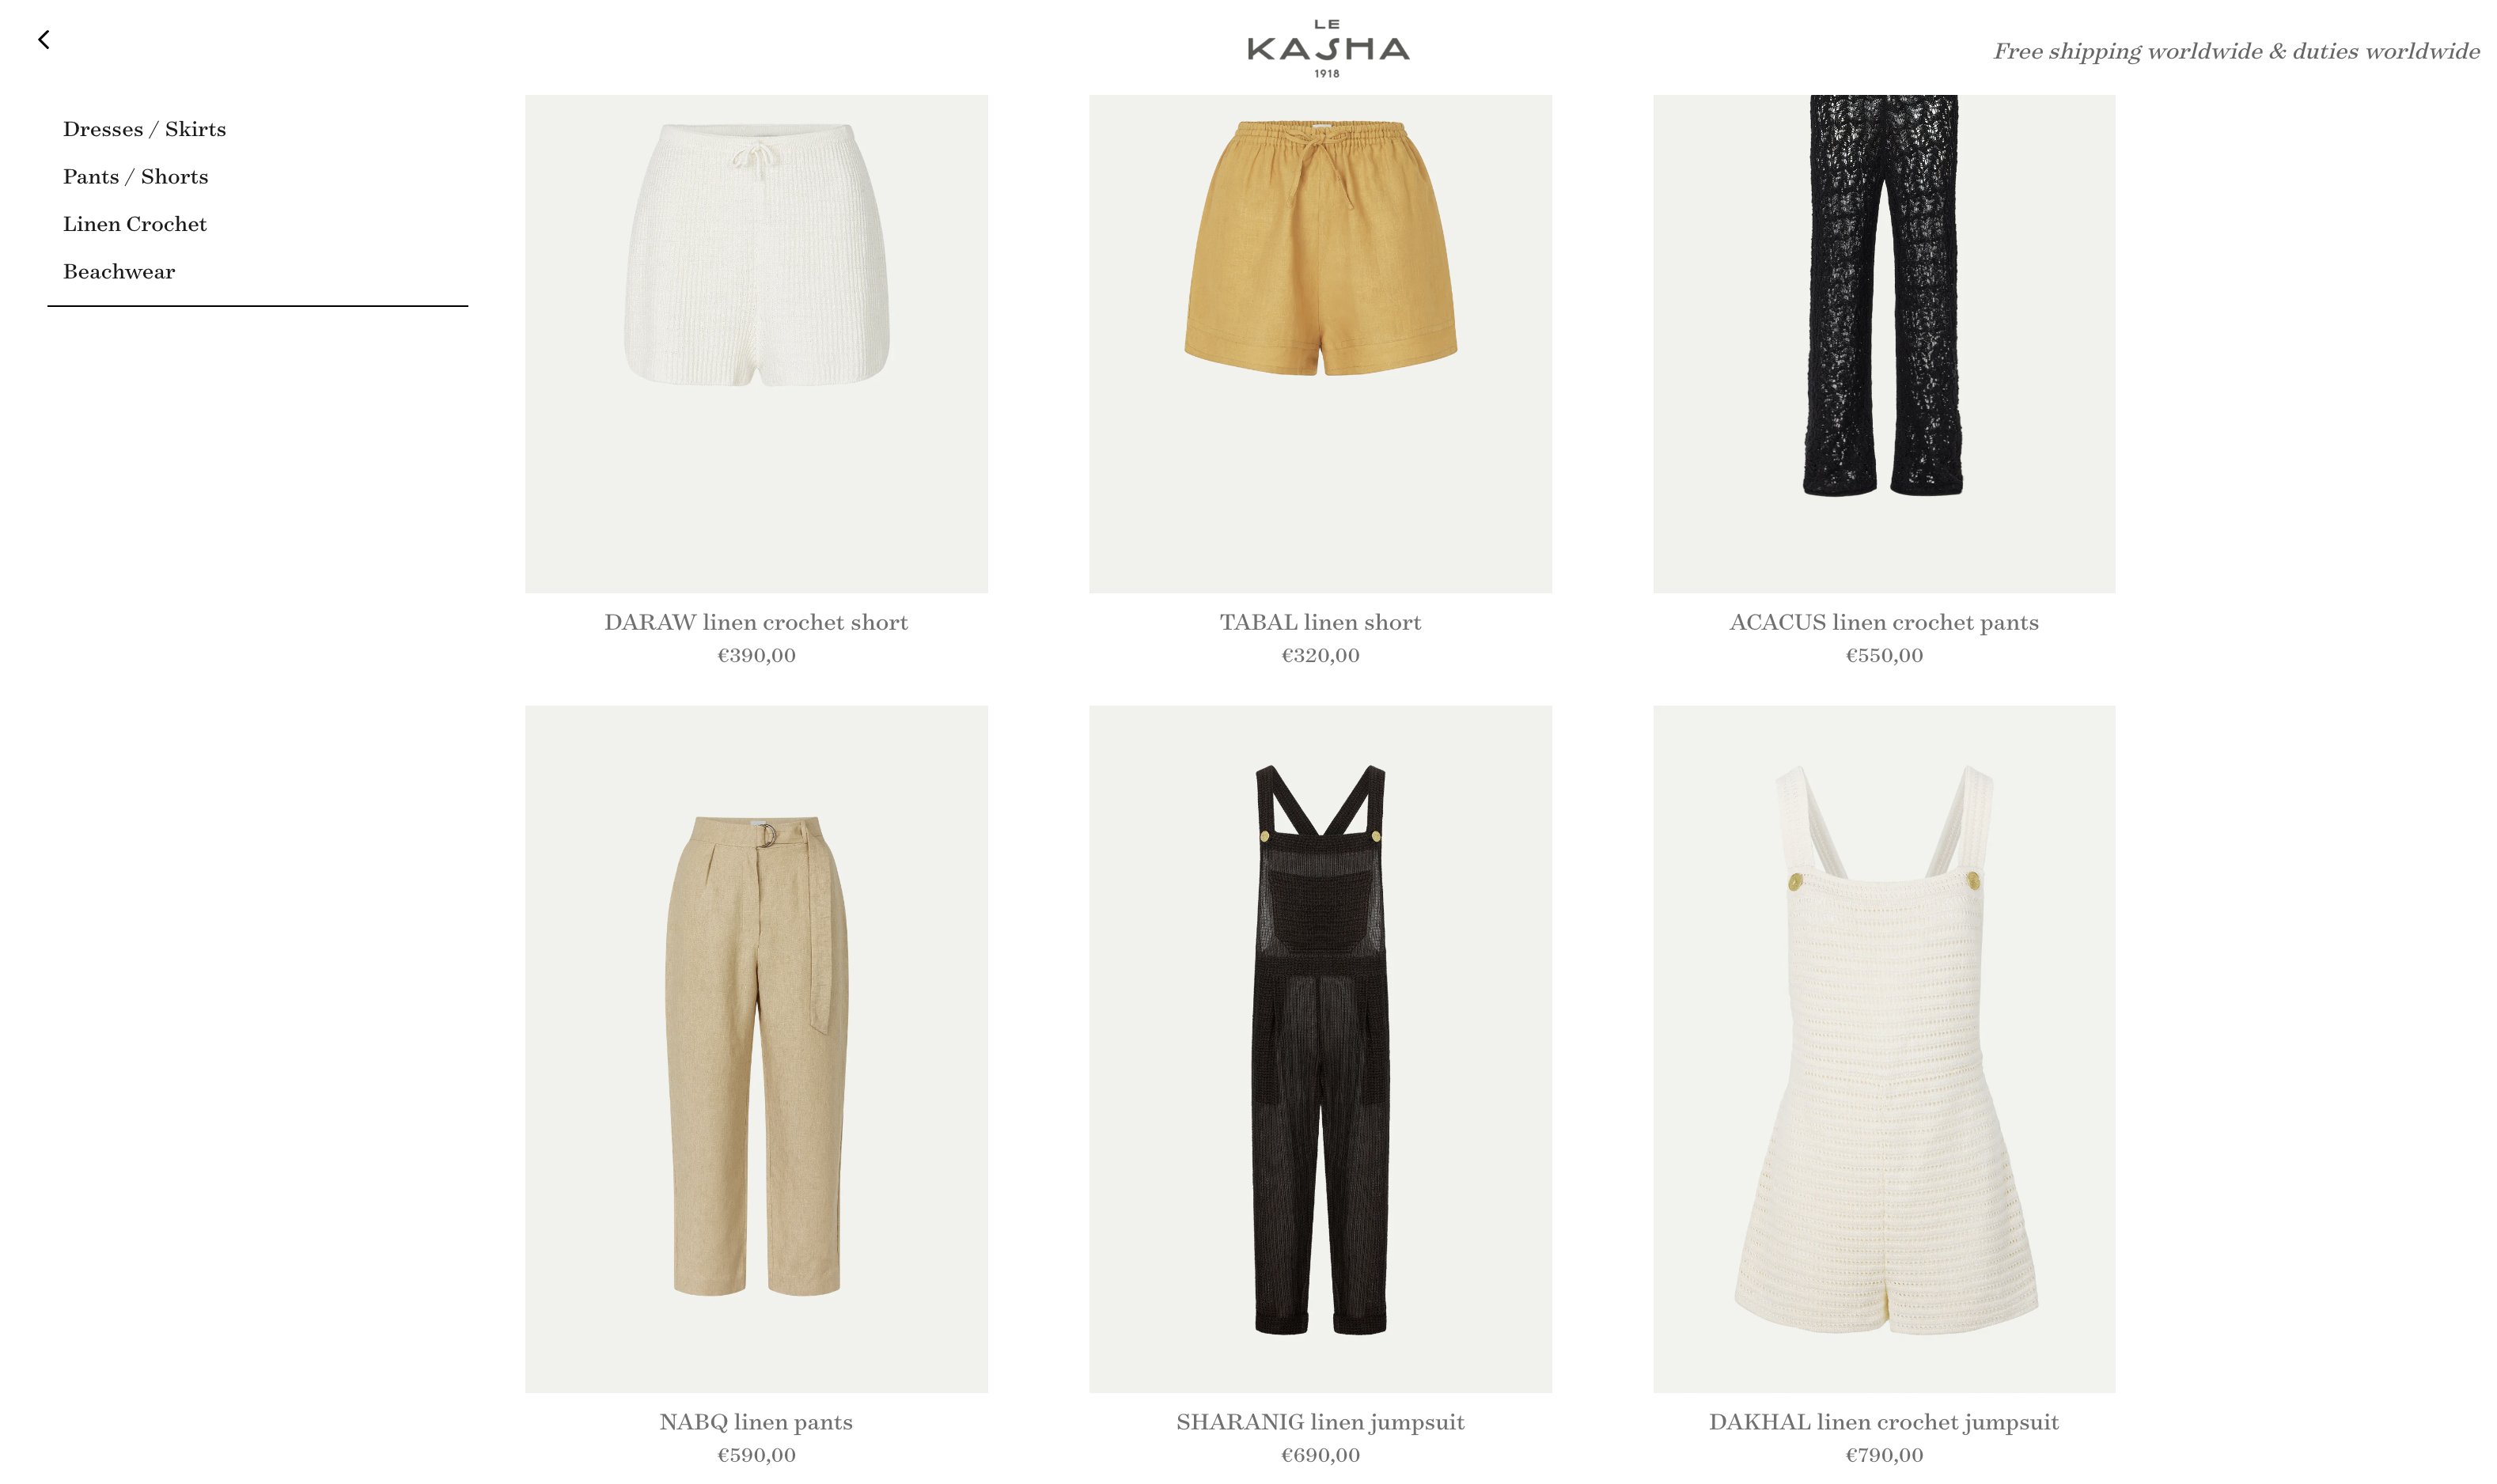 LE
KASHA
1918
Free shipping worldwide & duties worldwide
Dresses / Skirts
Pants / Shorts
Linen Crochet
Beachwear
DARAW linen crochet short
€390,00
TABAL linen short
€320,00
ACACUS linen crochet pants
€550,00
NABQ linen pants
€590,00
SHARANIG linen jumpsuit
€690,00
DAKHAL linen crochet jumpsuit
€790,00